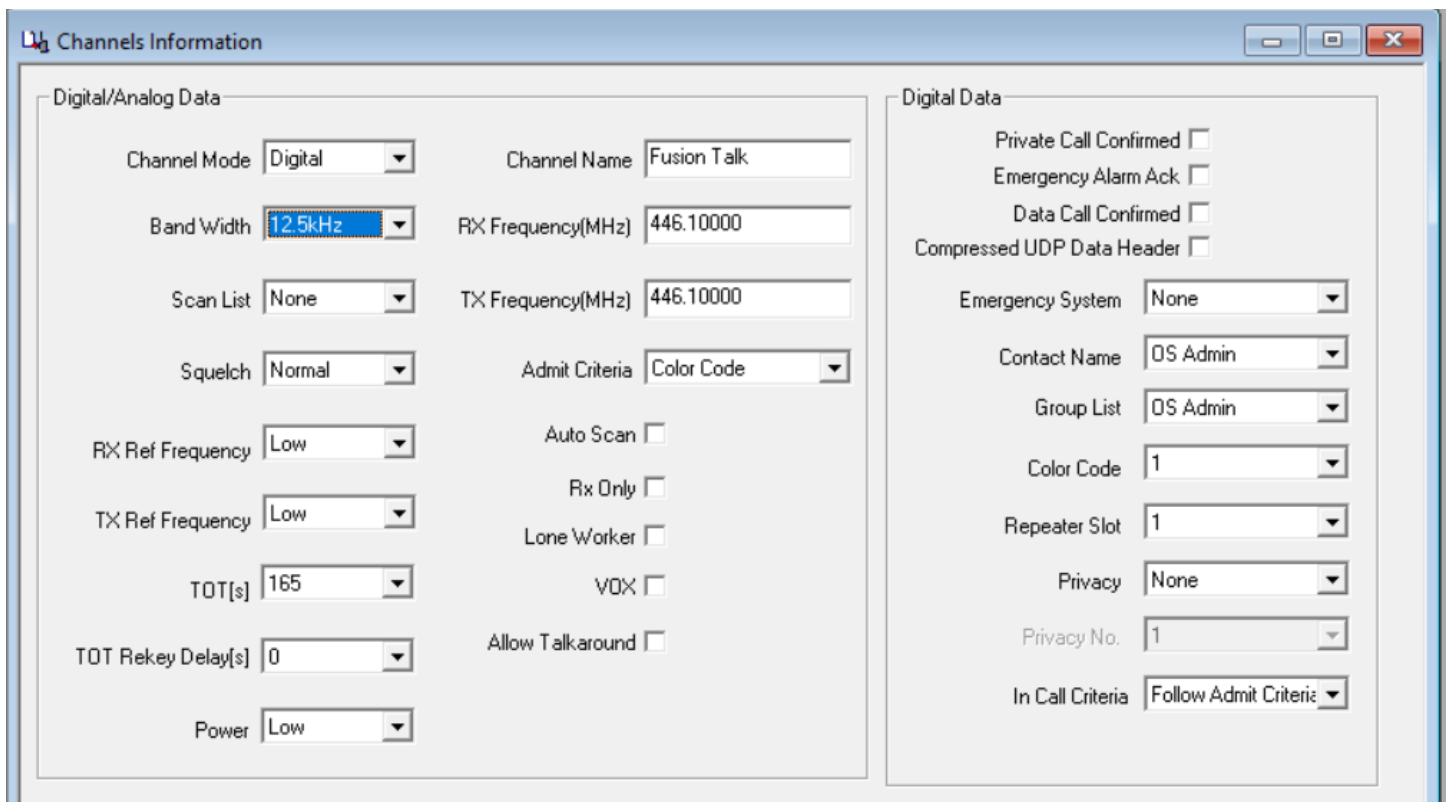 Channels Information
Digital/Analog Data
Channel Mode Digital
Channel Name Fusion Talk
Band Width 12.5kHz
RX Frequency(MHz) 446.10000
Scan List None
TX Frequency(MHz) 446.10000
Squelch Normal
Admit Criteria Color Code
RX Ref Frequency Low
Auto Scan
Rx Only
TX Ref Frequency Low
Lone Worker
TOT[s] 165
VOX
TOT Rekey Delay[s] 0
Allow Talkaround
Power Low
Digital Data
Private Call Confirmed
Emergency Alarm Ack
Data Call Confirmed
Compressed UDP Data Header
Emergency System None
Contact Name OS Admin
Group List OS Admin
Color Code 1
Repeater Slot 1
Privacy None
Privacy No. 1
In Call Criteria Follow Admit Criteria